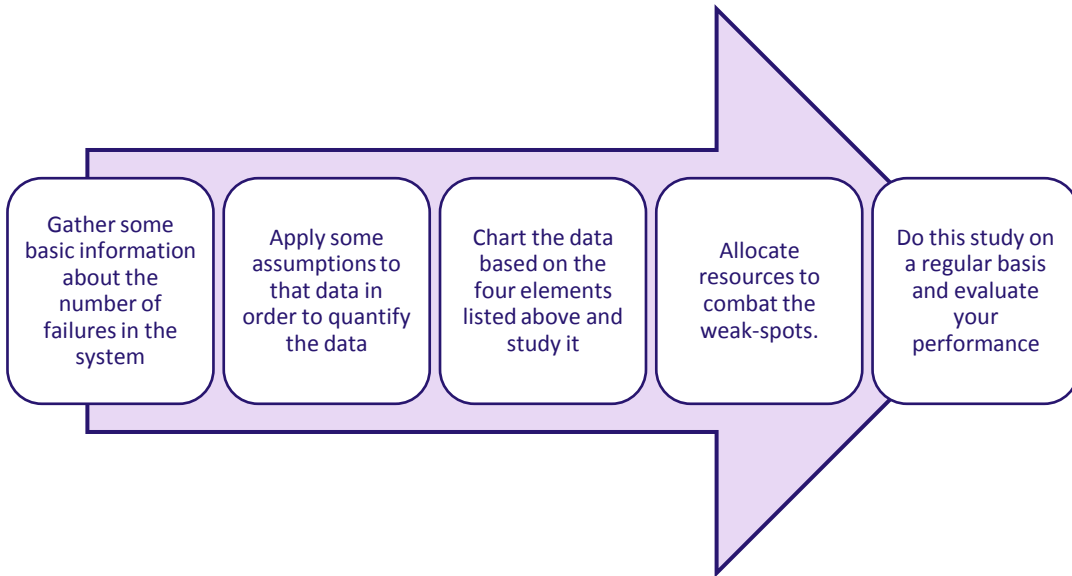 Gather some
basic information
about the
number of
failures in the
system
Apply some
assumptions to
that data in
order to quantify
the data
Chart the data
based on the
four elements
listed above and
study it
Allocate
resources to
combat the
weak-spots.
Do this study on
a regular basis
and evaluate
your
performance